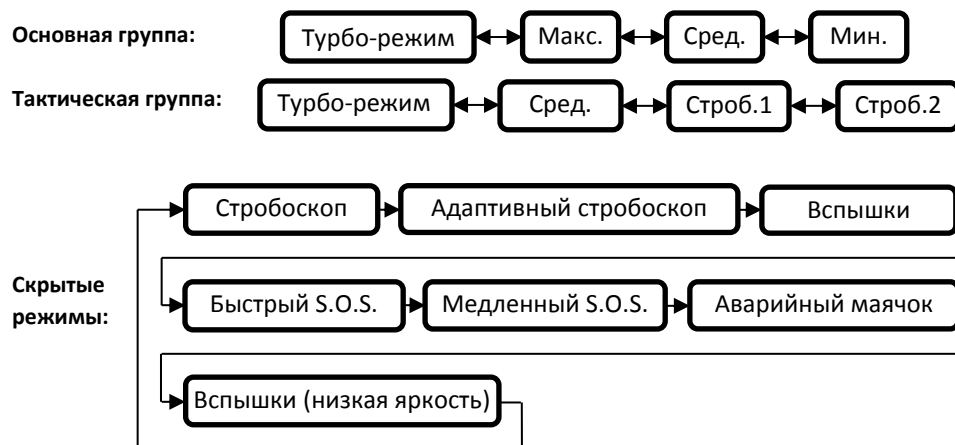 Основная группа: Турбо-режим Макс. Сред. Мин.
Тактическая группа: Турбо-режим Сред. Строб.1 Строб.2
Стробоскоп Адаптивный стробоскоп Вспышки
Скрытые
режимы:
Быстрый S.O.S. Медленный S.O.S. Аварийный маячок
Вспышки (низкая яркость)